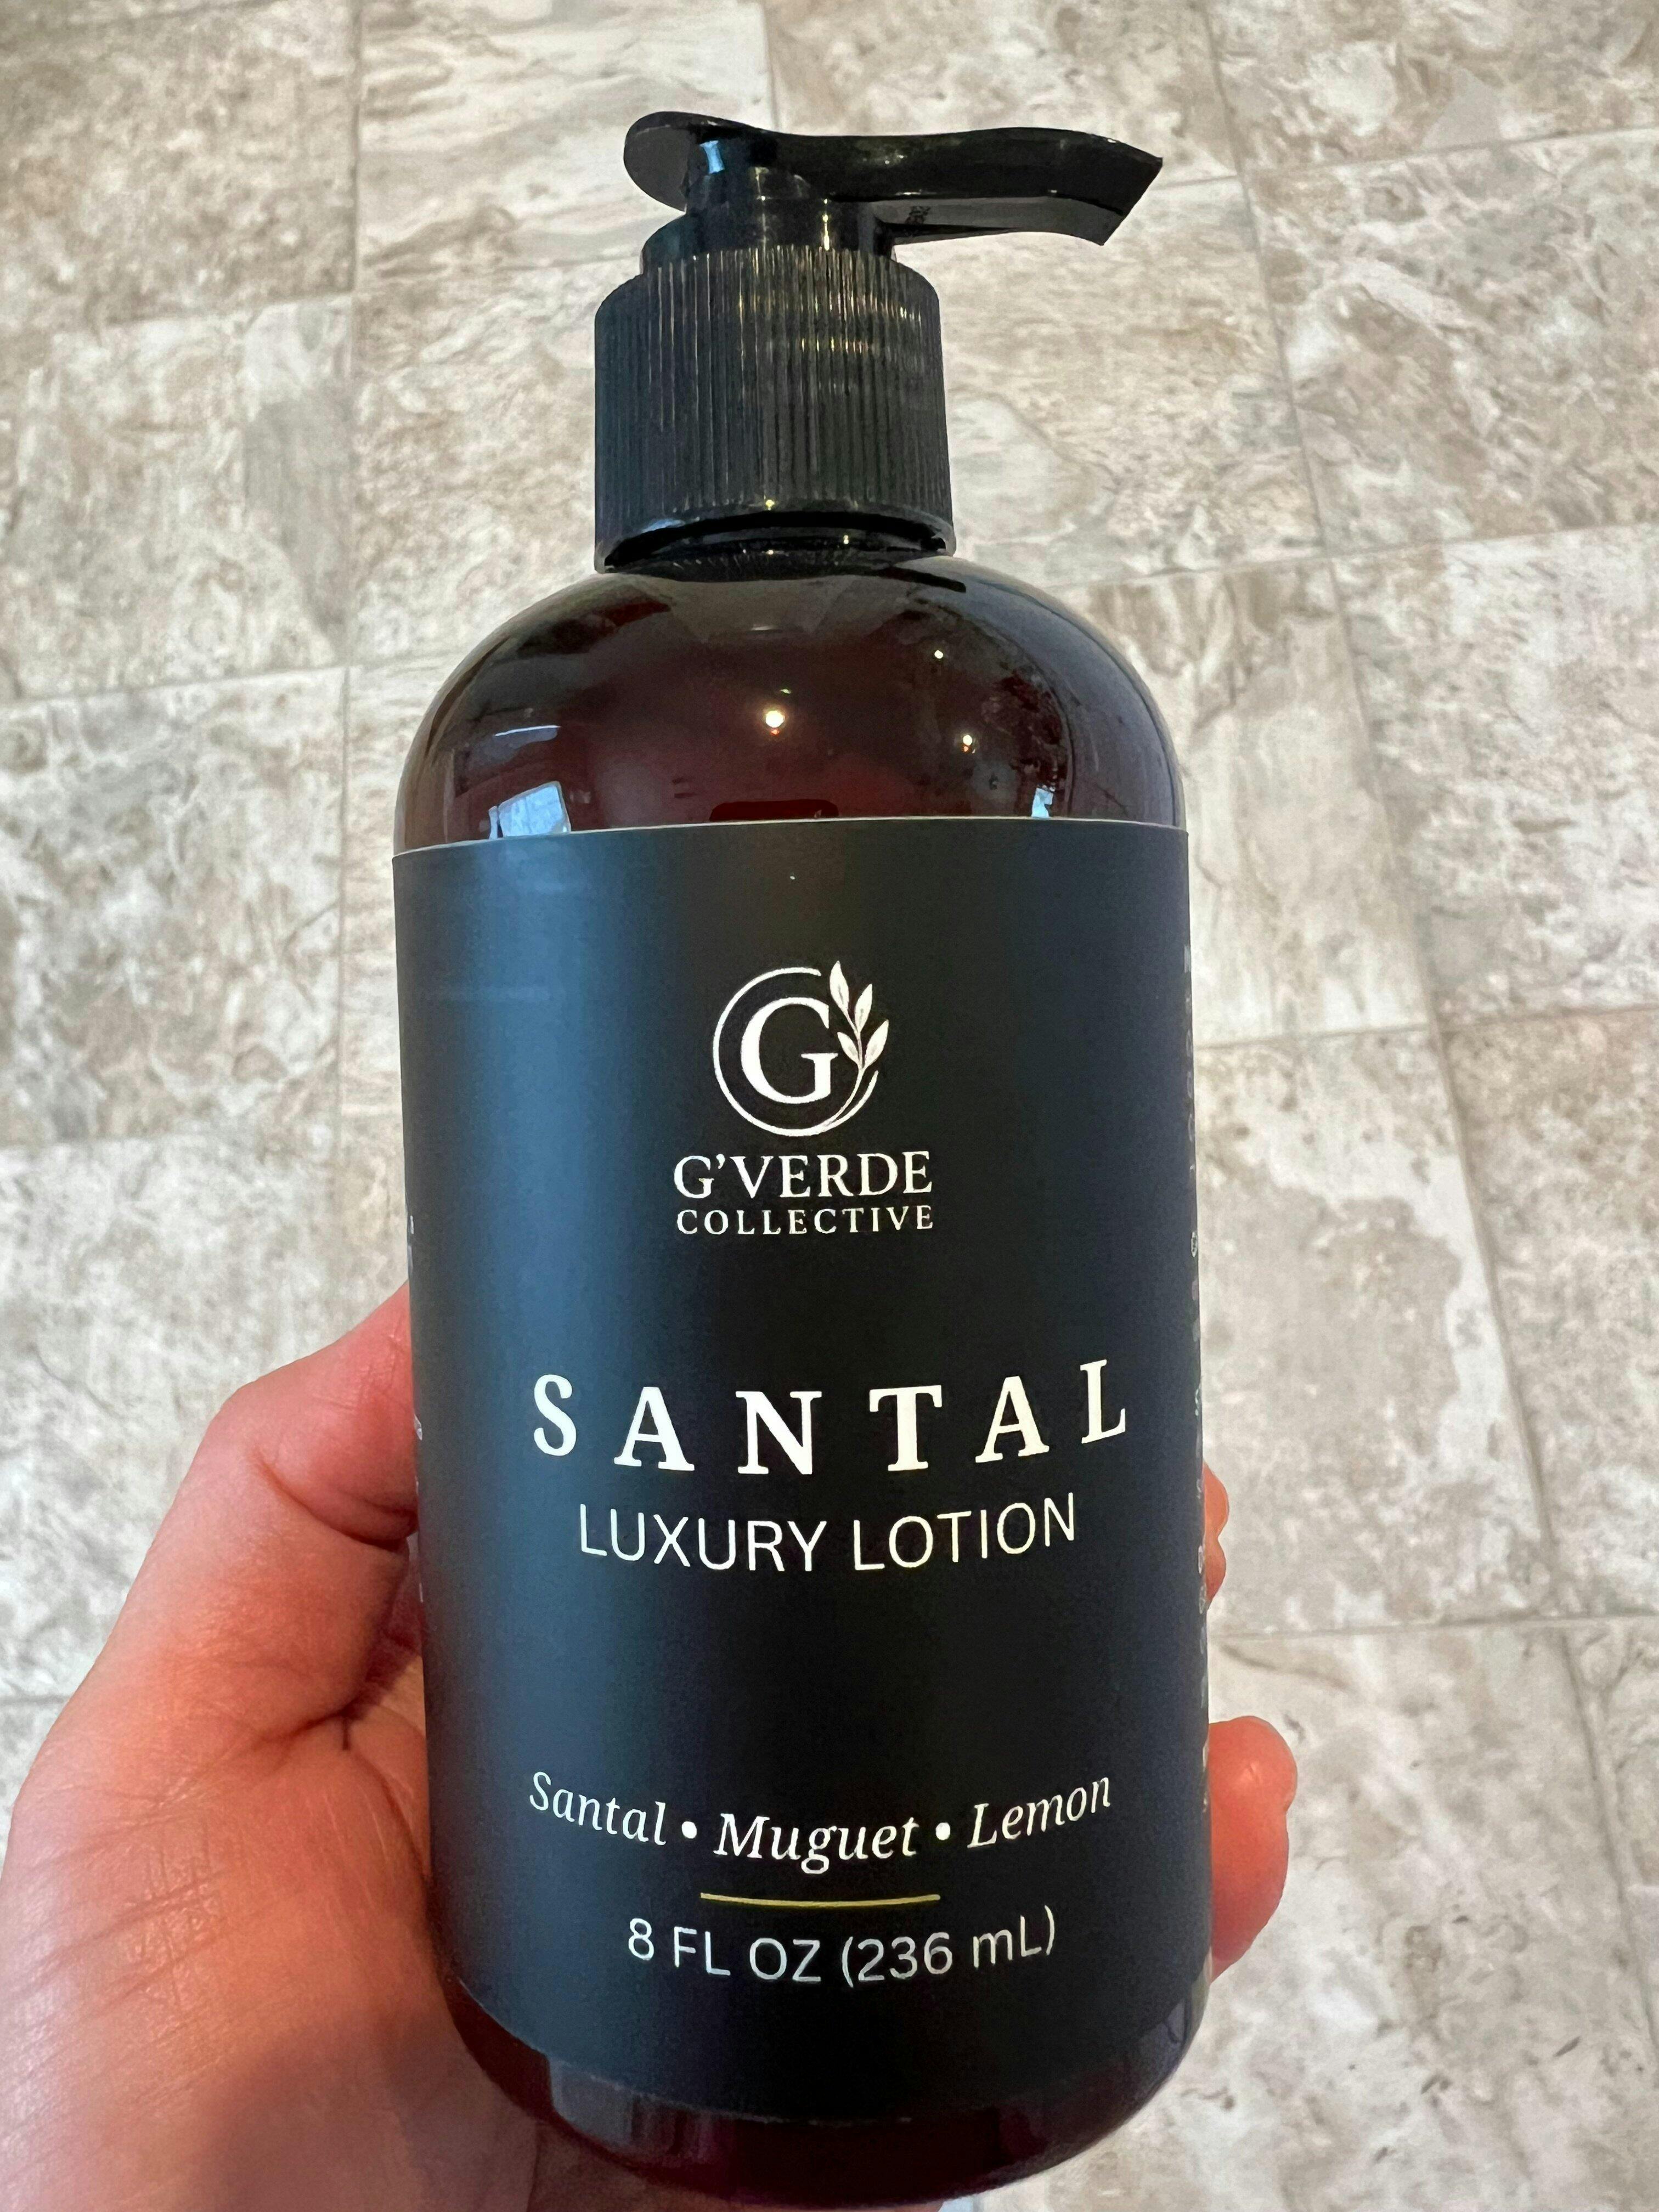 G
G'VERDE
COLLECTIVE
SANTAL
LUXURY LOTION
Santal • Muguet • Lemon
8 FL OZ (236 mL)